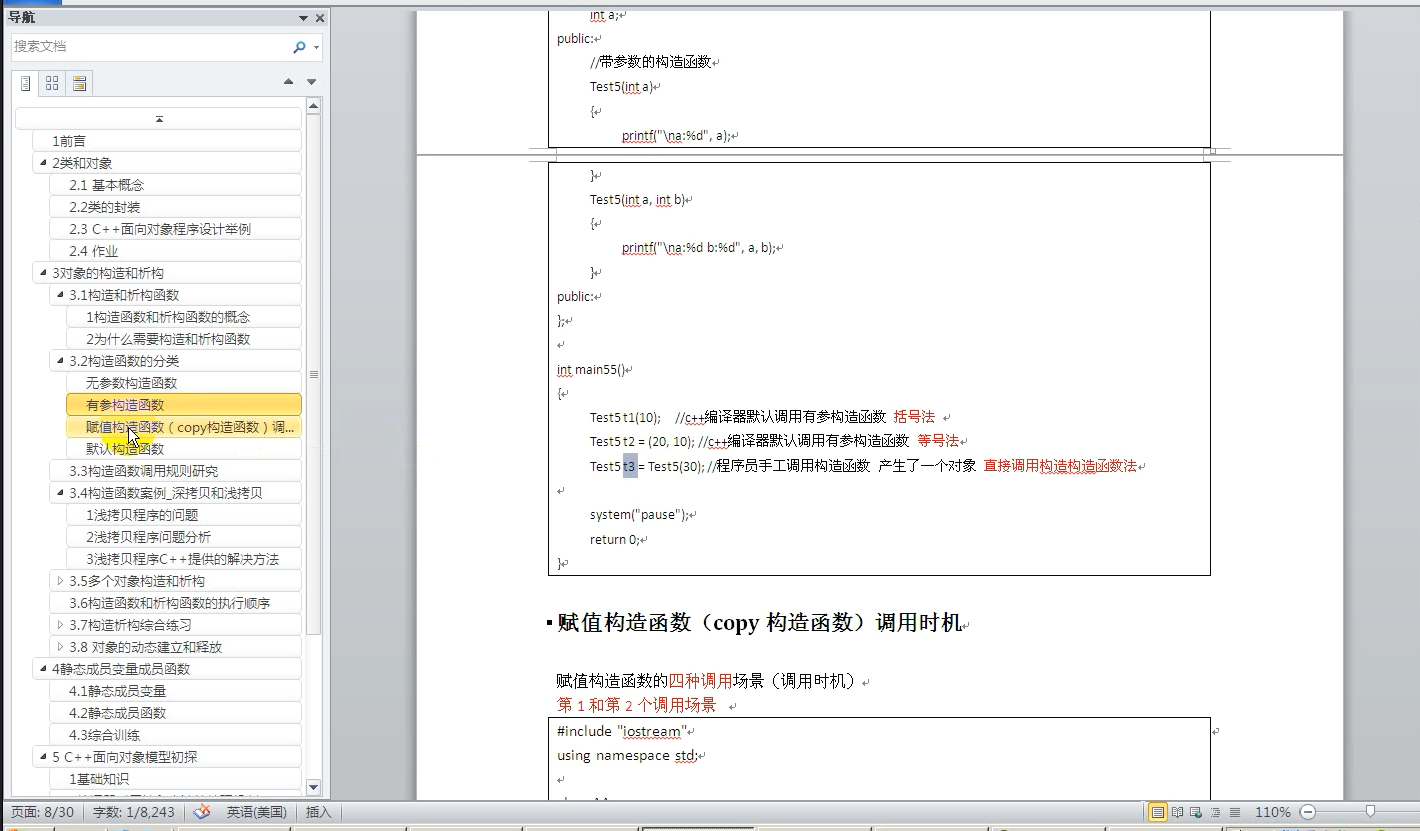 导航
搜索文档
1前言
2类和对象
2.1 基本概念
2.2类的封装
2.3 C++面向对象程序设计举例
2.4 作业
3对象的构造和析构
3.1构造和析构函数
1构造函数和析构函数的概念
2为什么需要构造和析构函数
3.2构造函数的分类
无参数构造函数
有参构造函数
赋值构造函数（copy构造函数）调...
默认构造函数
3.3构造函数调用规则研究
3.4构造函数案例_深拷贝和浅拷贝
1浅拷贝程序的问题
2浅拷贝程序问题分析
3浅拷贝程序C++提供的解决方法
3.5多个对象构造和析构
3.6构造函数和析构函数的执行顺序
3.7构造析构综合练习
3.8 对象的动态建立和释放
4静态成员变量成员函数
4.1静态成员变量
4.2静态成员函数
4.3综合训练
5 C++面向对象模型初探
1基础知识
int a;
public:
//带参数的构造函数
Test5(int a)
{
printf("\na:%d", a);
}
Test5(int a, int b)
{
printf("\na:%d b:%d", a, b);
}
public:
};
int main55()
{
Test5 t1(10); //c++编译器默认调用有参构造函数 括号法
Test5 t2 = (20, 10); //c++编译器默认调用有参构造函数 等号法
Test5 t3 = Test5(30); //程序员手工调用构造函数 产生了一个对象 直接调用构造构造函数法
system("pause");
return 0;
}
赋值构造函数（copy 构造函数）调用时机
赋值构造函数的四种调用场景（调用时机）
第 1 和第 2 个调用场景
#include "iostream"
using namespace std;
页面: 8/30 字数: 1/8,243 英语(美国) 插入 110%